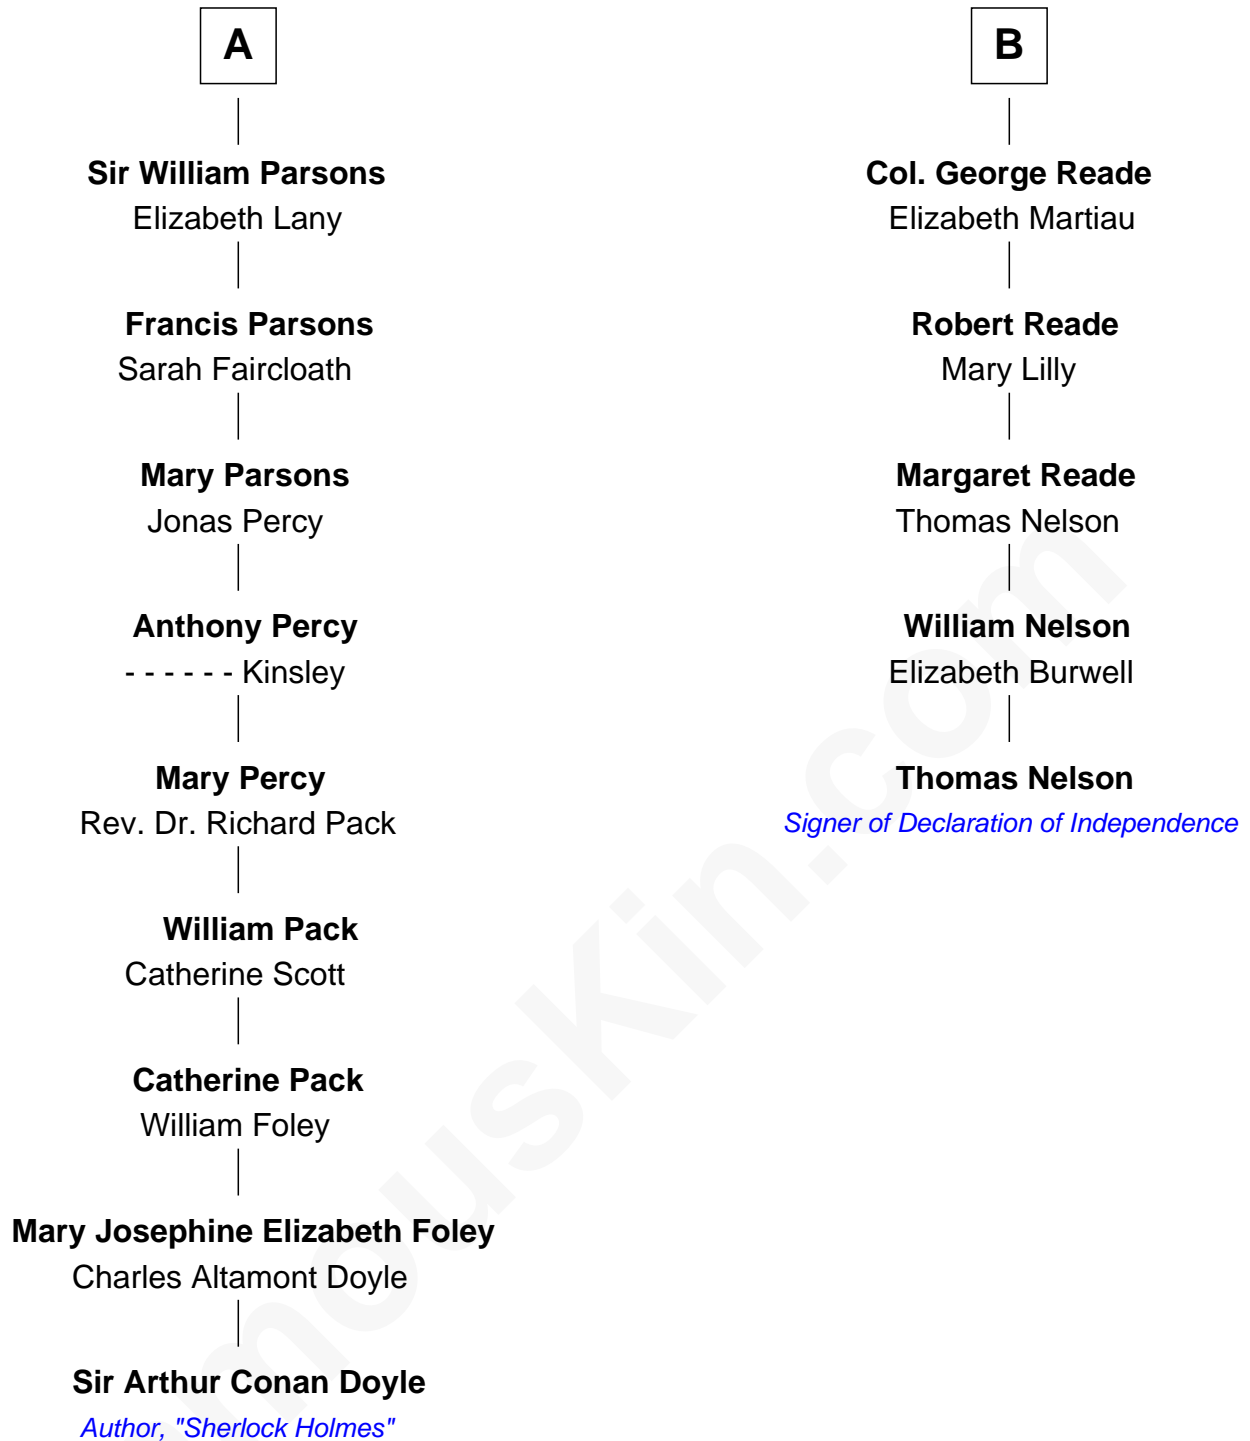 A
Sir William Parsons
Elizabeth Lany
Francis Parsons
Sarah Faircloath
Mary Parsons
Jonas Percy
Anthony Percy
- - - - - - Kinsley
Mary Percy
Rev. Dr. Richard Pack
William Pack
Catherine Scott
Catherine Pack
William Foley
Mary Josephine Elizabeth Foley
Charles Altamont Doyle
Sir Arthur Conan Doyle
Author, "Sherlock Holmes"
B
Col. George Reade
Elizabeth Martiau
Robert Reade
Mary Lilly
Margaret Reade
Thomas Nelson
William Nelson
Elizabeth Burwell
Thomas Nelson
Signer of Declaration of Independence
mouskin.com